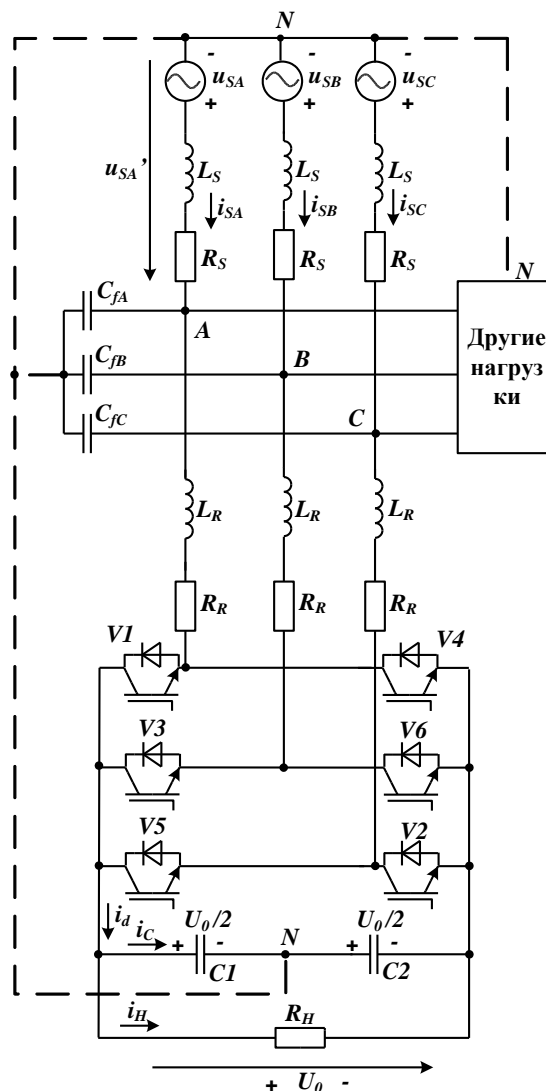 N
- - -
u_SA u_SB u_SC
+ + +
u_SA'
L_S L_S L_S
i_SA i_SB i_SC
R_S R_S R_S
N
C_fA
A
Другие
нагруз
ки
C_fB
B
C_fC
C
L_R L_R L_R
R_R R_R R_R
V1 V4
V3 V6
V5 V2
i_d i_C U_0/2 U_0/2
+ - N + -
C1 C2
i_H R_H
+ U_0 -